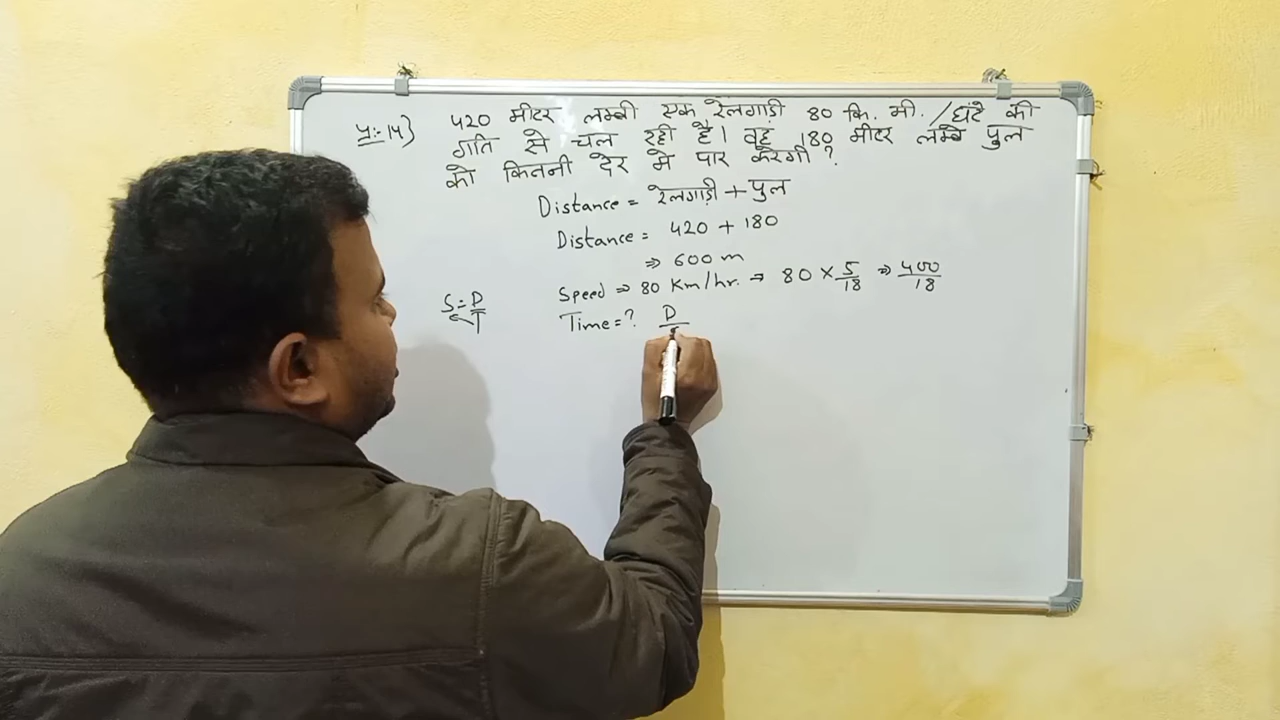 प्र:- 14} 420 मीटर लम्बी एक रेलगाडी 80 कि. मी. /घंटे की
गति से चल रही है। वह 180 मीटर लम्बे पुल
को कितनी देर मे पार करेगी ?
Distance = रेलगाड़ी + पुल
Distance = 420 + 180
⇒ 600 m
Speed ⇒ 80 Km/hr. → 80 × 5/18 ⇒ 400/18
S = D/T
Time = ? D